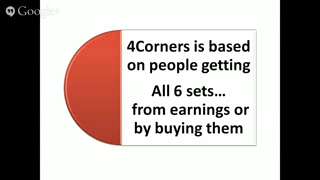 Google+
4Corners is based
on people getting
All 6 sets…
from earnings or
by buying them